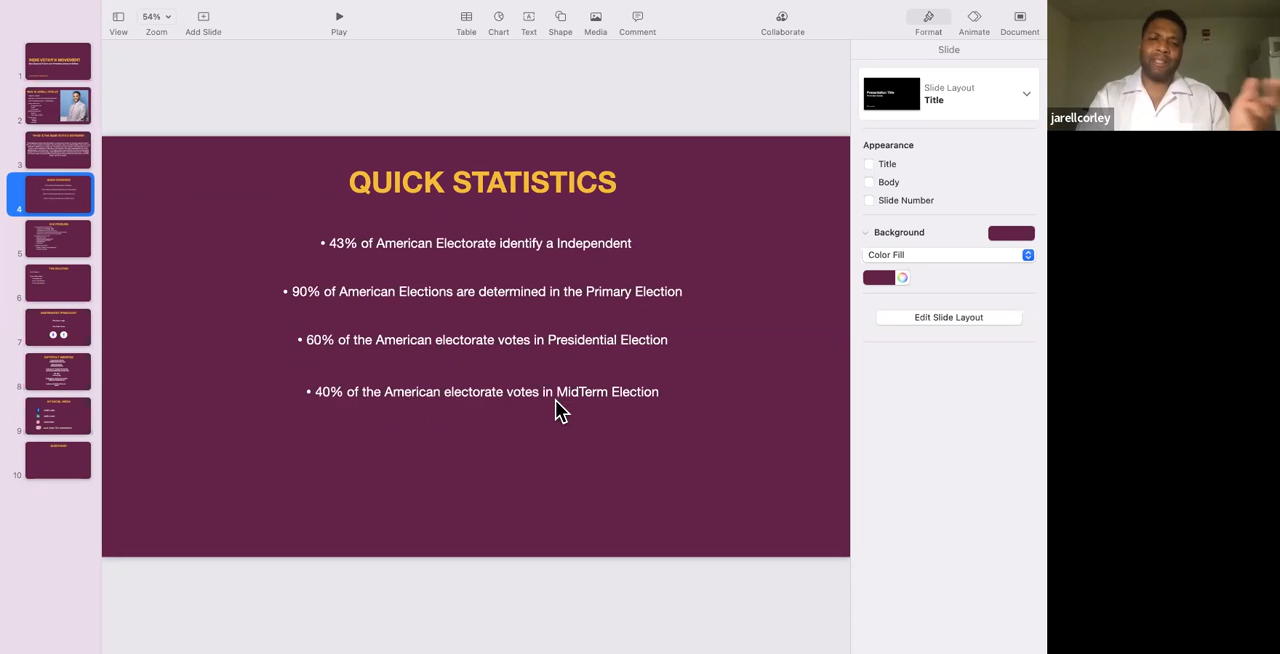 View
54%
Zoom
Add Slide
Play
Table
Chart
Text
Shape
Media
Comment
Collaborate
Format
Animate
Document
1
2
3
4
5
6
7
8
9
10
QUICK STATISTICS
• 43% of American Electorate identify a Independent
• 90% of American Elections are determined in the Primary Election
• 60% of the American electorate votes in Presidential Election
• 40% of the American electorate votes in MidTerm Election
Slide
Slide Layout
Title
Appearance
Title
Body
Slide Number
Background
Color Fill
Edit Slide Layout
jarellcorley